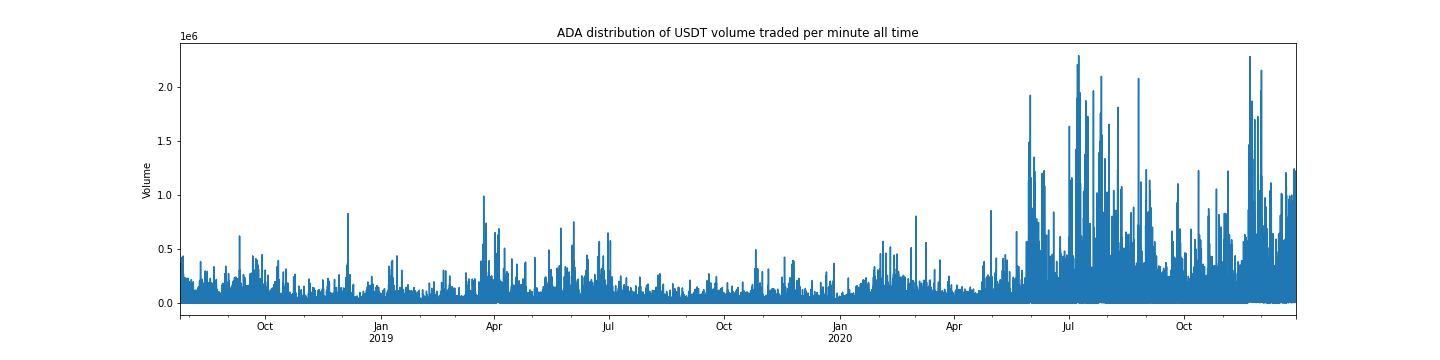 ADA distribution of USDT volume traded per minute all time
1e6
2.0
1.5
1.0
0.5
0.0
Volume
Oct
Jan
2019
Apr
Jul
Oct
Jan
2020
Apr
Jul
Oct